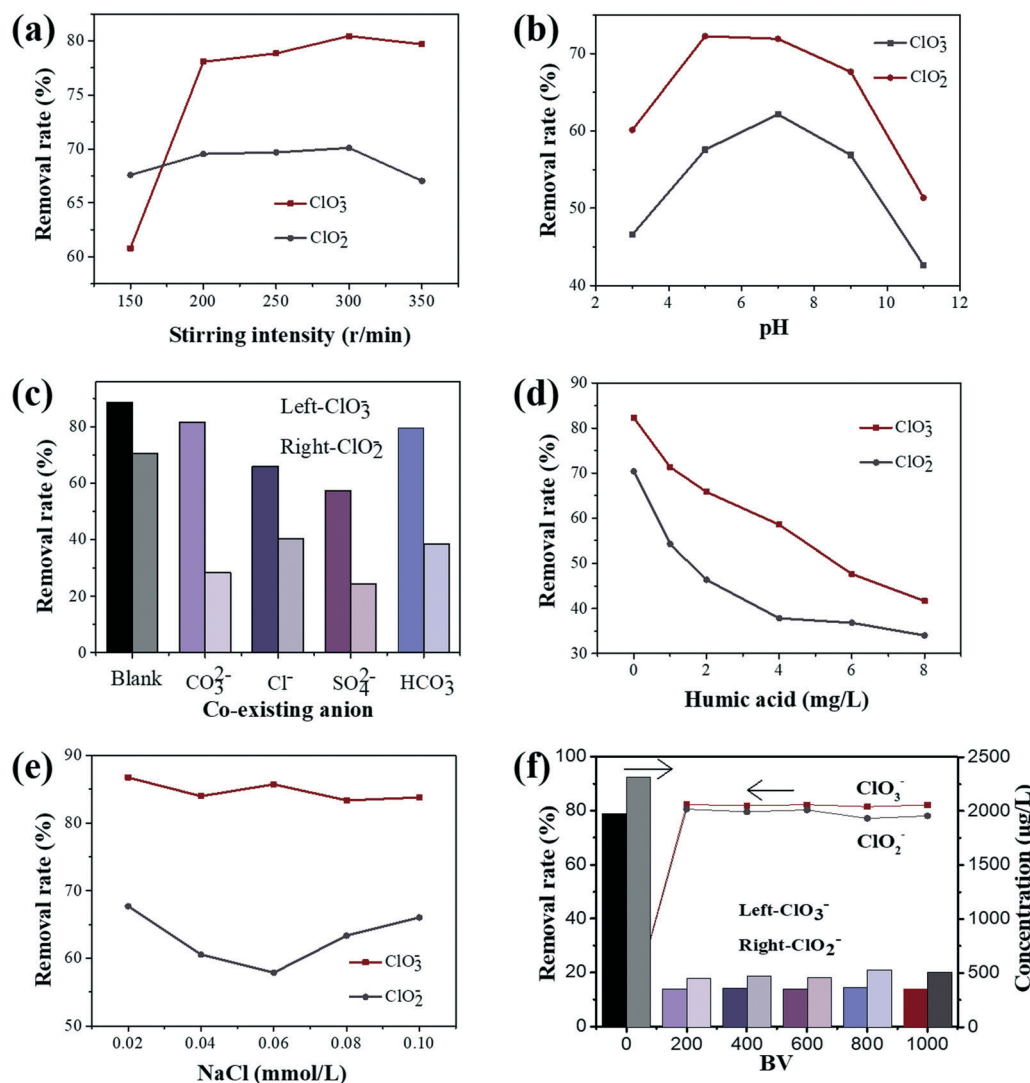 (a)
Removal rate (%)
80
75
70
65
60
ClO₃⁻
ClO₂⁻
150 200 250 300 350
Stirring intensity (r/min)
(b)
Removal rate (%)
70
60
50
40
ClO₃⁻
ClO₂⁻
2 4 6 8 10 12
pH
(c)
Removal rate (%)
80
60
40
20
0
Left-ClO₃⁻
Right-ClO₂⁻
Blank CO₃²⁻ Cl⁻ SO₄²⁻ HCO₃⁻
Co-existing anion
(d)
Removal rate (%)
90
80
70
60
50
40
30
ClO₃⁻
ClO₂⁻
0 2 4 6 8
Humic acid (mg/L)
(e)
Removal rate (%)
90
80
70
60
50
ClO₃⁻
ClO₂⁻
0.02 0.04 0.06 0.08 0.10
NaCl (mmol/L)
(f)
Removal rate (%)
100
80
60
40
20
0
ClO₃⁻
ClO₂⁻
Left-ClO₃⁻
Right-ClO₂⁻
2500
2000
1500
1000
500
0
Concentration (μg/L)
0 200 400 600 800 1000
BV